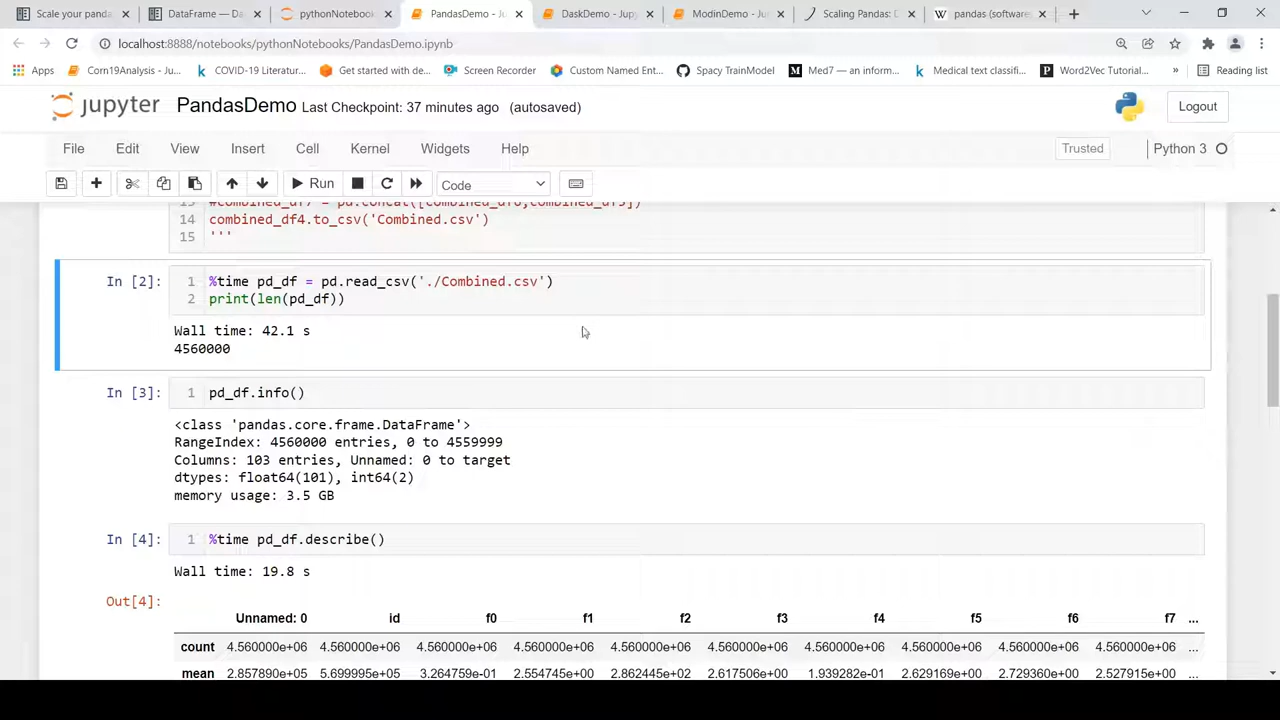 Scale your panda
DataFrame — Da
pythonNotebook
PandasDemo - Ju
DaskDemo - Jupy
ModinDemo - Ju
Scaling Pandas: D
pandas (software
localhost:8888/notebooks/pythonNotebooks/PandasDemo.ipynb
Apps
Corn19Analysis - Ju...
COVID-19 Literatur...
Get started with de...
Screen Recorder
Custom Named Ent...
Spacy TrainModel
Med7 — an inform...
Medical text classifi...
Word2Vec Tutorial...
»
Reading list
jupyter PandasDemo Last Checkpoint: 37 minutes ago (autosaved)
Logout
File Edit View Insert Cell Kernel Widgets Help
Trusted
Python 3
Run
Code
13 #combined_df7 = pd.concat([combined_df6,combined_df5])
14 combined_df4.to_csv('Combined.csv')
15 '''
In [2]: 1 %time pd_df = pd.read_csv('./Combined.csv')
2 print(len(pd_df))
Wall time: 42.1 s
4560000
In [3]: 1 pd_df.info()
<class 'pandas.core.frame.DataFrame'>
RangeIndex: 4560000 entries, 0 to 4559999
Columns: 103 entries, Unnamed: 0 to target
dtypes: float64(101), int64(2)
memory usage: 3.5 GB
In [4]: 1 %time pd_df.describe()
Wall time: 19.8 s
Out[4]:
Unnamed: 0 id f0 f1 f2 f3 f4 f5 f6 f7 ...
count 4.560000e+06 4.560000e+06 4.560000e+06 4.560000e+06 4.560000e+06 4.560000e+06 4.560000e+06 4.560000e+06 4.560000e+06 4.560000e+06 ...
mean 2.857890e+05 5.699995e+05 3.264759e-01 2.554745e+00 2.862445e+02 2.617506e+00 1.939282e-01 2.629169e+00 2.729360e+00 2.527915e+00 ...